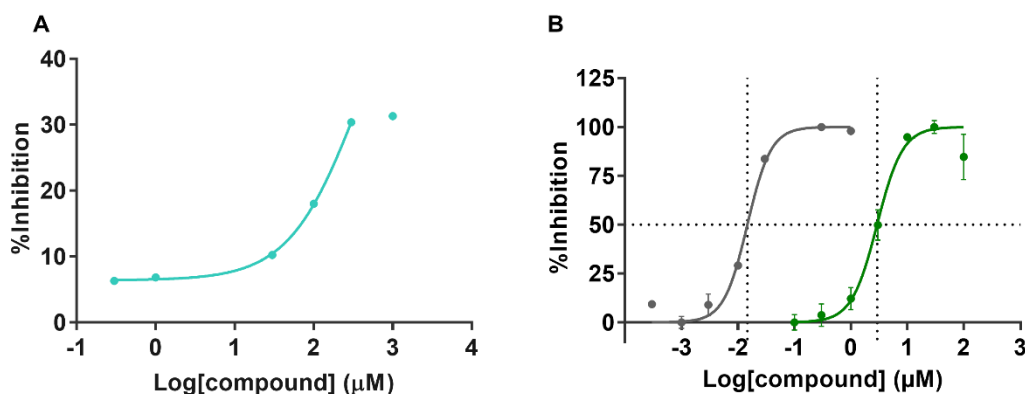 A
%Inhibition
40
30
20
10
0
-1 0 1 2 3 4
Log[compound] (μM)
B
%Inhibition
125
100
75
50
25
0
-3 -2 -1 0 1 2 3
Log[compound] (μM)